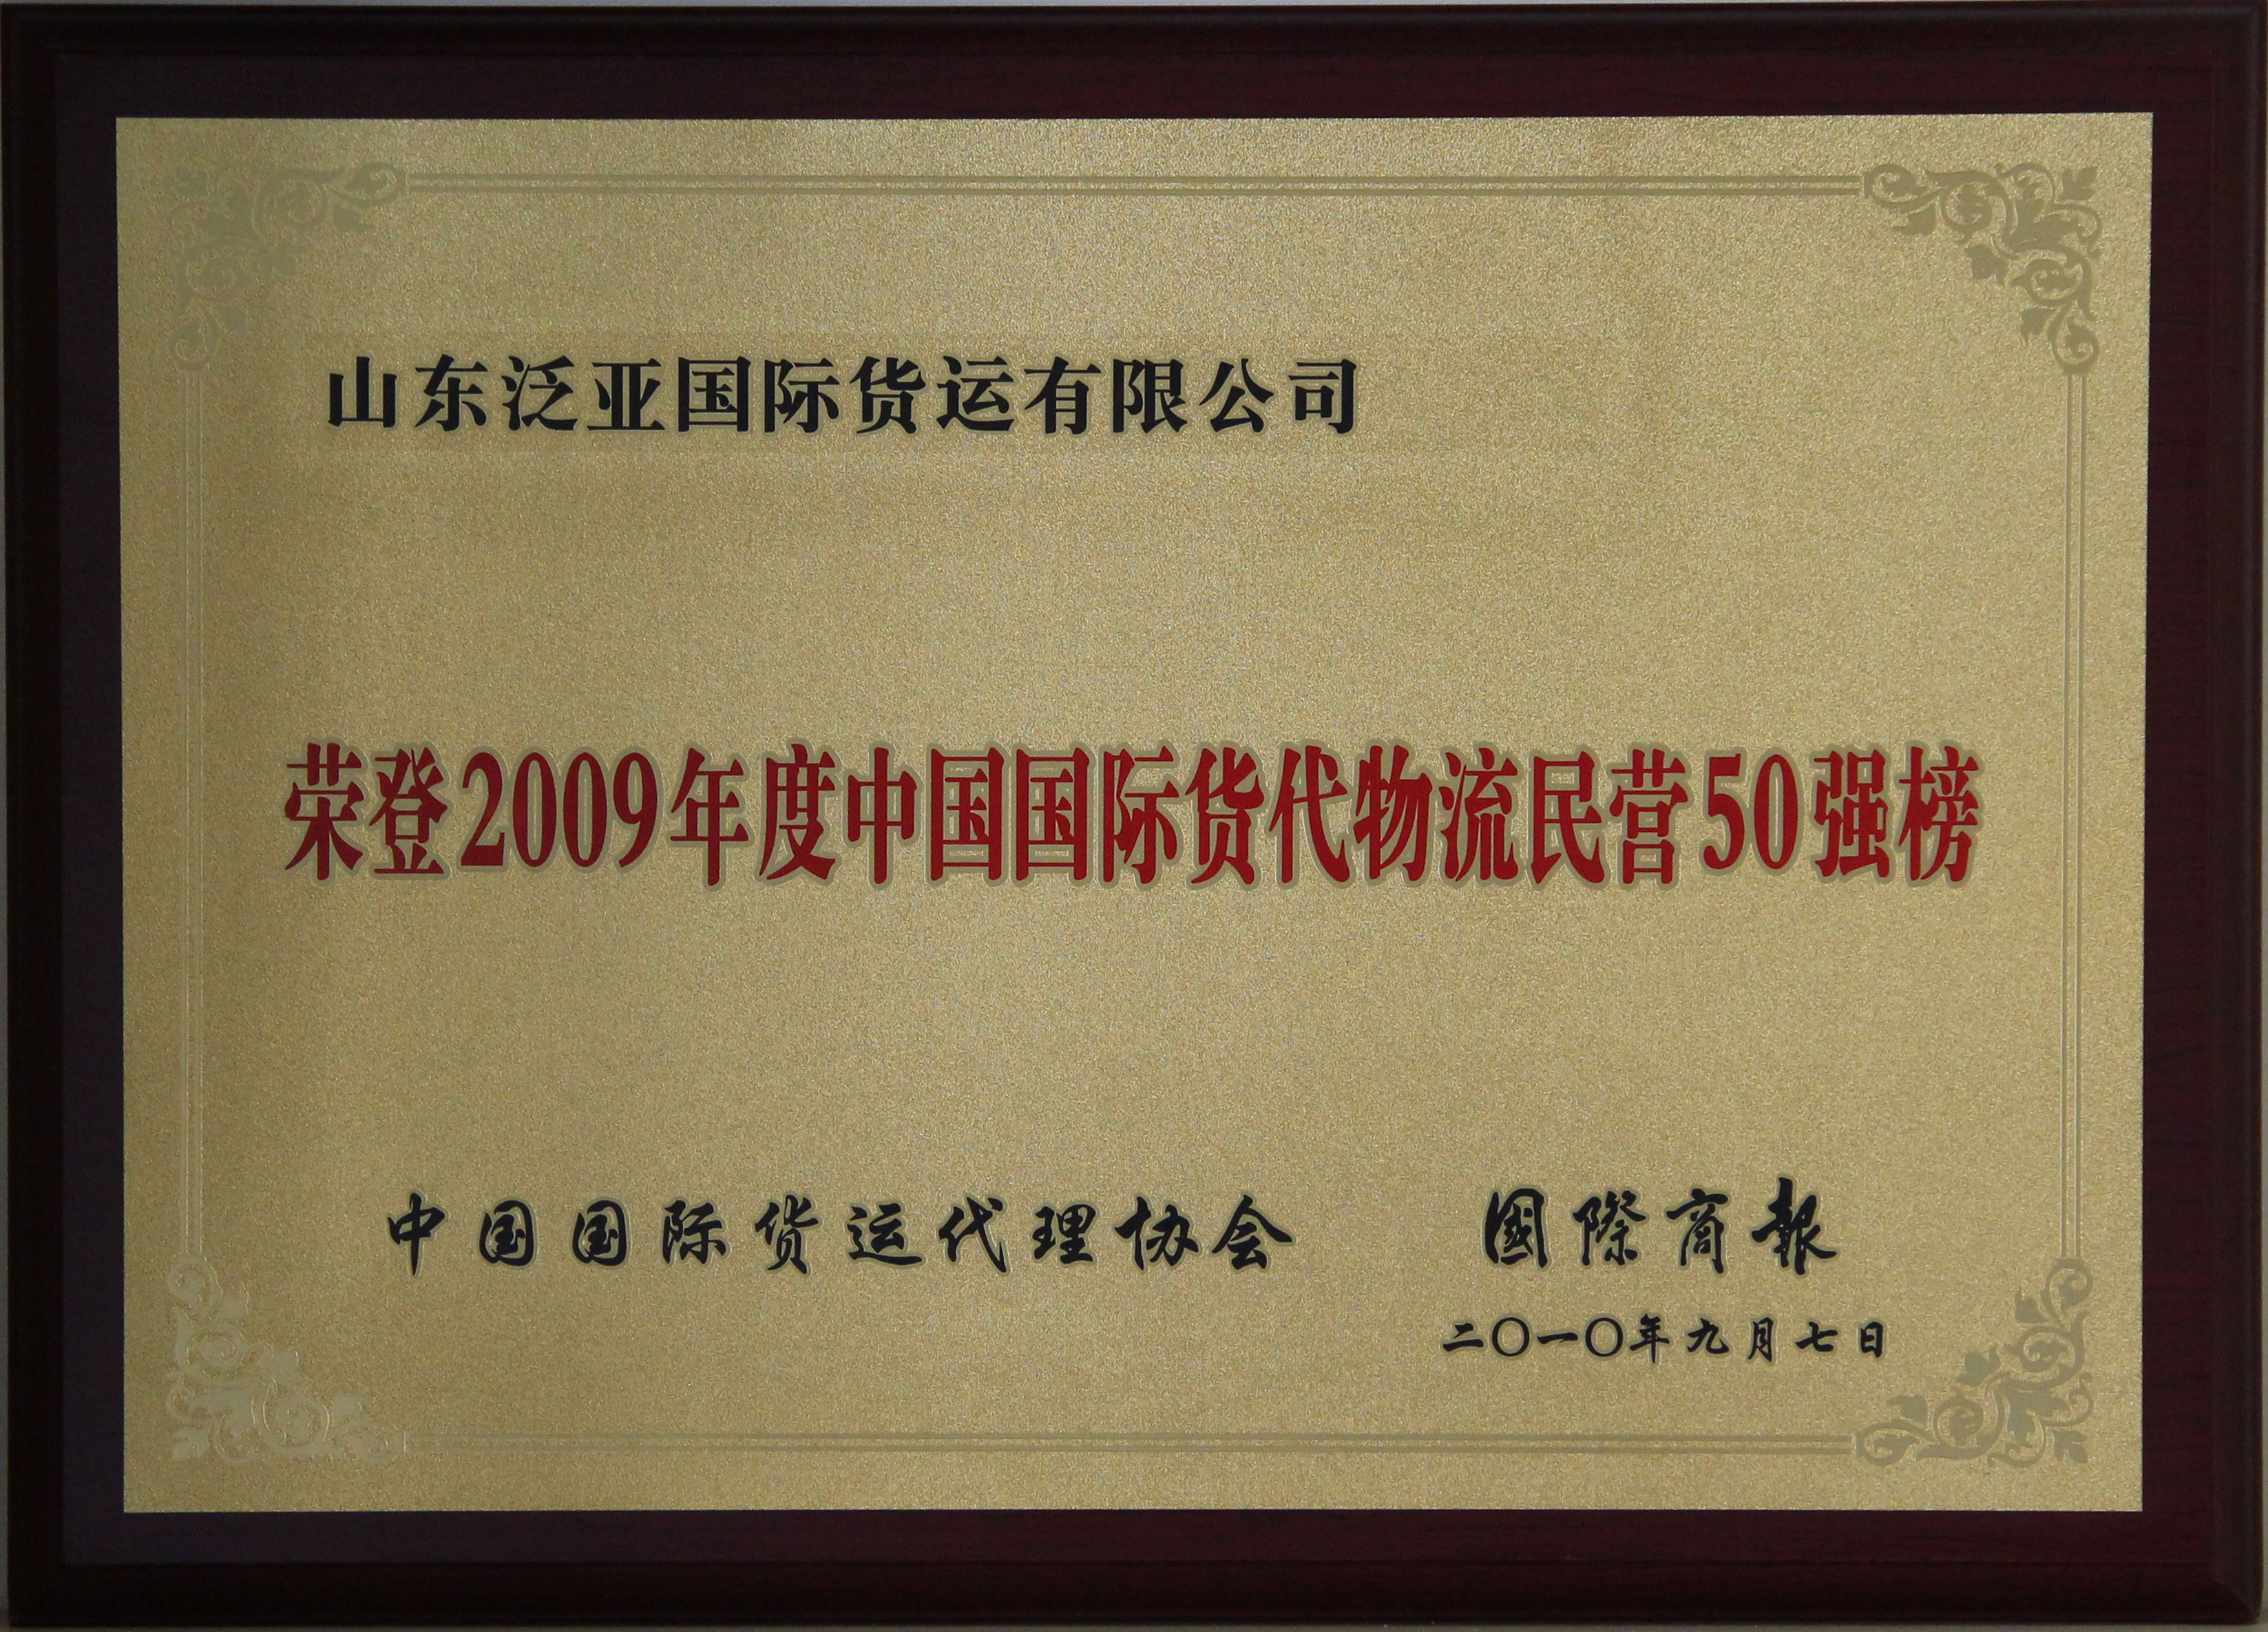 山东泛亚国际货运有限公司
荣登2009年度中国国际货代物流民营50强榜
中国国际货运代理协会 國際商報
二〇一〇年九月七日